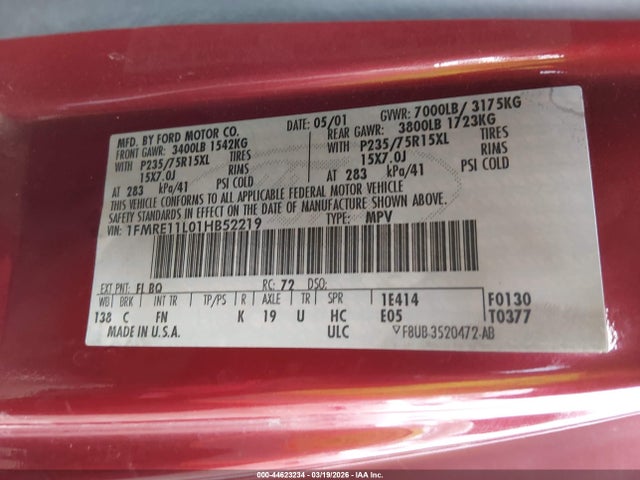 MFD. BY FORD MOTOR CO.
DATE: 05/01 GVWR: 7000LB/ 3175KG
FRONT GAWR: 3400LB 1542KG REAR GAWR: 3800LB 1723KG
WITH P235/75R15XL TIRES WITH P235/75R15XL TIRES
15X7.0J RIMS 15X7.0J RIMS
AT 283 kPa/41 PSI COLD AT 283 kPa/41 PSI COLD
THIS VEHICLE CONFORMS TO ALL APPLICABLE FEDERAL MOTOR VEHICLE
SAFETY STANDARDS IN EFFECT ON THE DATE OF MANUFACTURE SHOWN ABOVE.
VIN: 1FMRE11L01HB52219 TYPE: MPV
EXT PNT: FL BQ RC: 72 DSO:
WB BRK INT TR TP/PS R AXLE TR SPR 1E414 F0130
138 C FN K 19 U HC E05 T0377
MADE IN U.S.A. ULC F8UB-3520472-AB
000-44623234 - 03/19/2026 - IAA Inc.